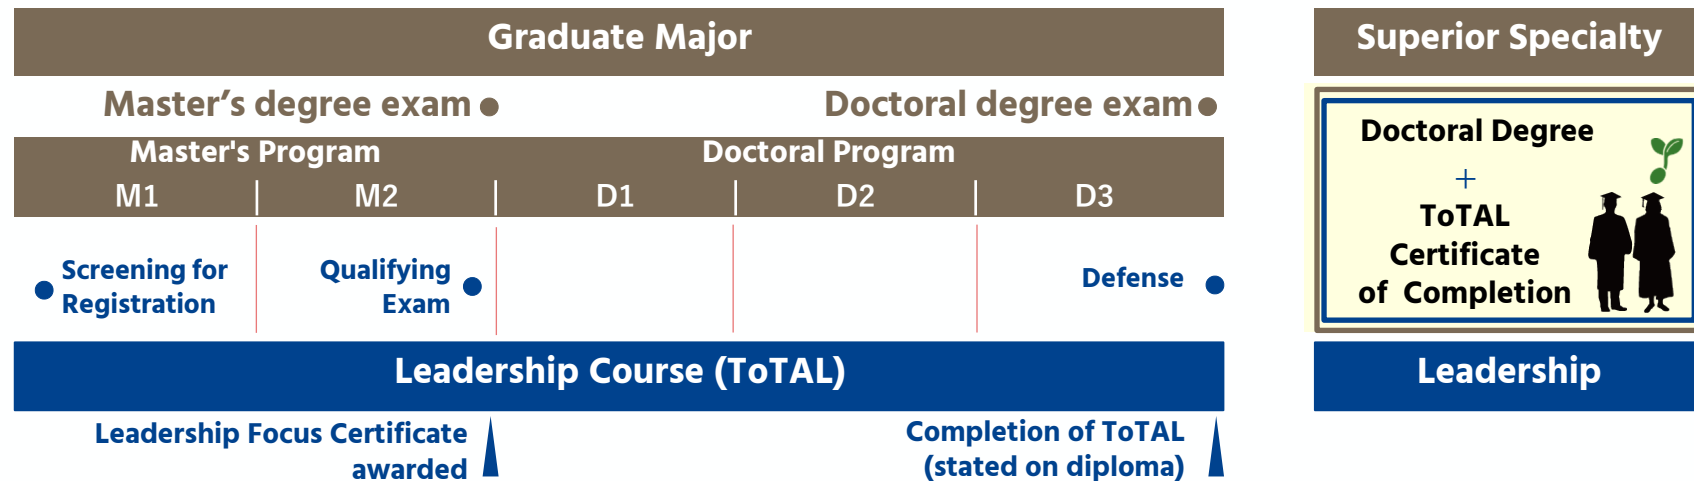 Graduate Major
Master’s degree exam
Doctoral degree exam
Master's Program
Doctoral Program
M1
M2
D1
D2
D3
Screening for
Registration
Qualifying
Exam
Defense
Leadership Course (ToTAL)
Leadership Focus Certificate
awarded
Completion of ToTAL
(stated on diploma)
Superior Specialty
Doctoral Degree
+
ToTAL
Certificate
of Completion
Leadership